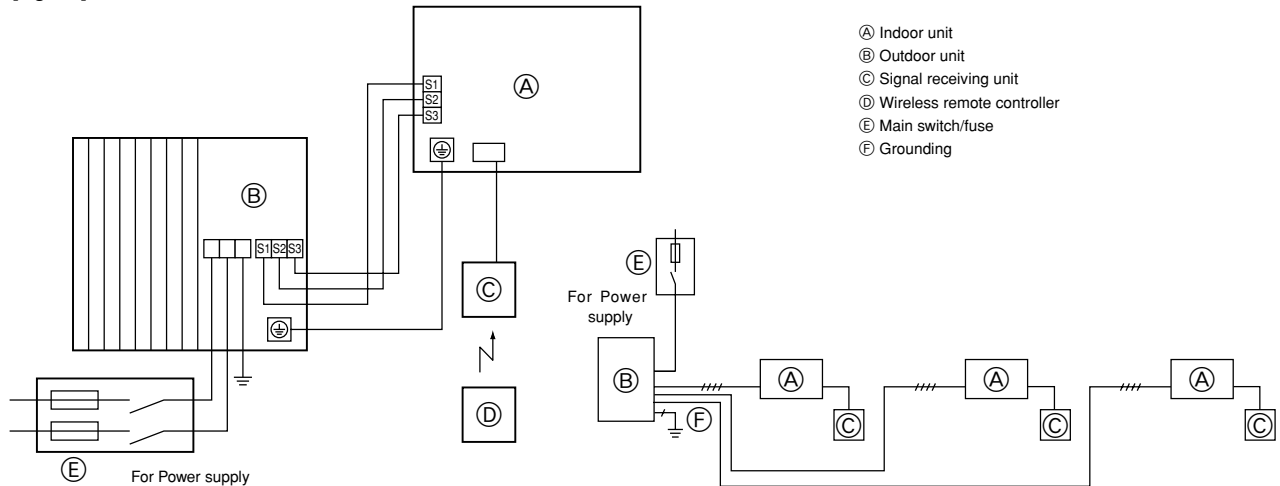 S1
S2
S3
Ⓐ
Ⓑ
S1 S2 S3
Ⓒ
Ⓓ
Ⓔ
For Power supply
Ⓐ Indoor unit
Ⓑ Outdoor unit
Ⓒ Signal receiving unit
Ⓓ Wireless remote controller
Ⓔ Main switch/fuse
Ⓕ Grounding
Ⓔ
For Power
supply
Ⓑ
Ⓕ
Ⓐ
Ⓒ
Ⓐ
Ⓒ
Ⓐ
Ⓒ